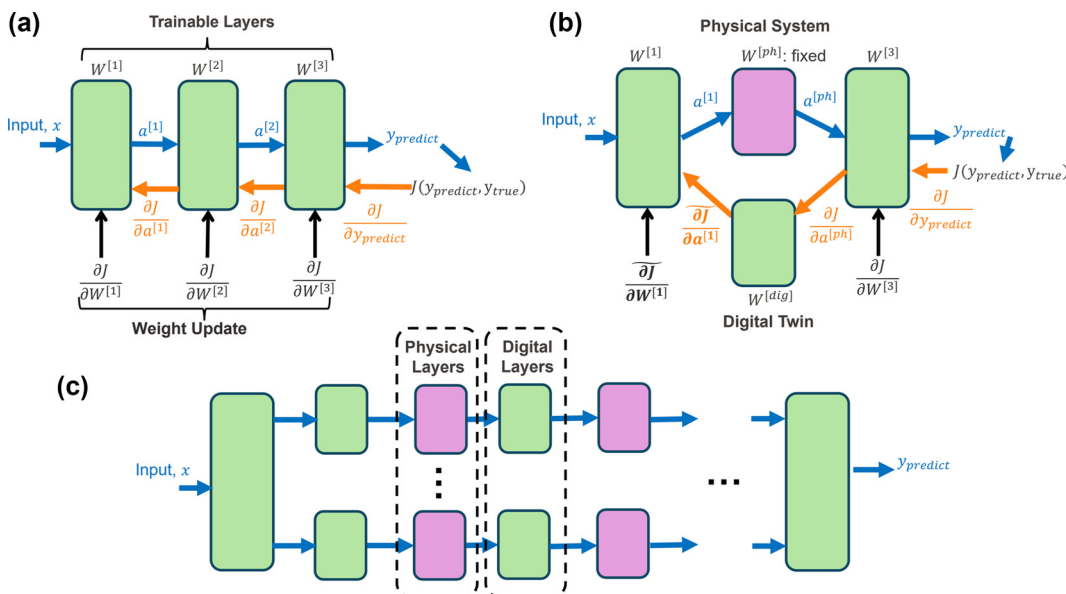 (a)
Trainable Layers
W^[1]
W^[2]
W^[3]
Input, x
a^[1]
a^[2]
y_predict
J(y_predict, y_true)
∂J/∂a^[1]
∂J/∂a^[2]
∂J/∂y_predict
∂J/∂W^[1]
∂J/∂W^[2]
∂J/∂W^[3]
Weight Update
(b)
Physical System
W^[1]
W^[ph]: fixed
W^[3]
Input, x
a^[1]
a^[ph]
y_predict
J(y_predict, y_true)
∂J̃/∂a^[1]
∂J/∂a^[ph]
∂J/∂y_predict
∂J̃/∂W^[1]
W^[dig]
∂J/∂W^[3]
Digital Twin
(c)
Physical
Layers
Digital
Layers
Input, x
y_predict